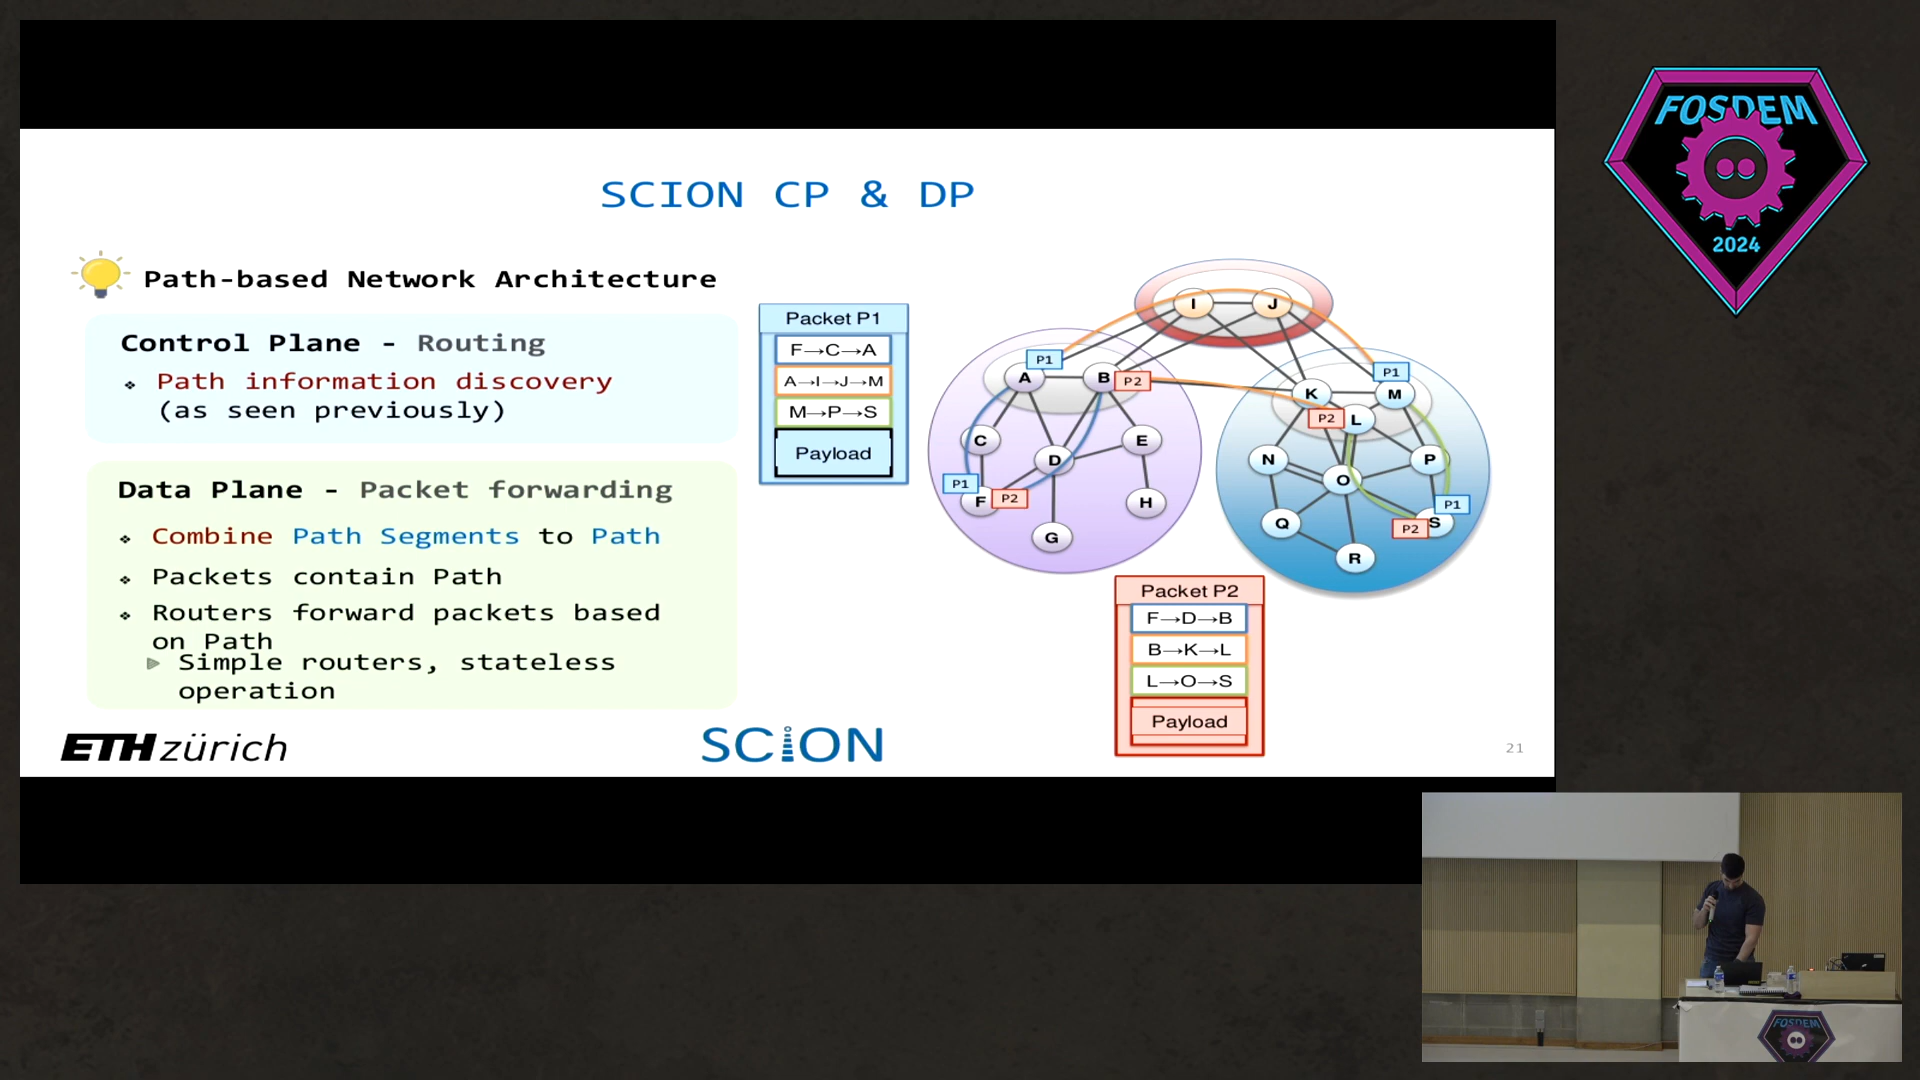 SCION CP & DP
Path-based Network Architecture
Control Plane - Routing
Path information discovery
(as seen previously)
Data Plane - Packet forwarding
Combine Path Segments to Path
Packets contain Path
Routers forward packets based
on Path
Simple routers, stateless
operation
Packet P1
F→C→A
A→I→J→M
M→P→S
Payload
I
J
P1
A
B
P2
C
D
E
P1
F
P2
H
G
P1
K
M
P2
L
N
P
O
P1
Q
P2
S
R
Packet P2
F→D→B
B→K→L
L→O→S
Payload
ETH zürich
SCION
21
FOSDEM
2024
FOSDEM